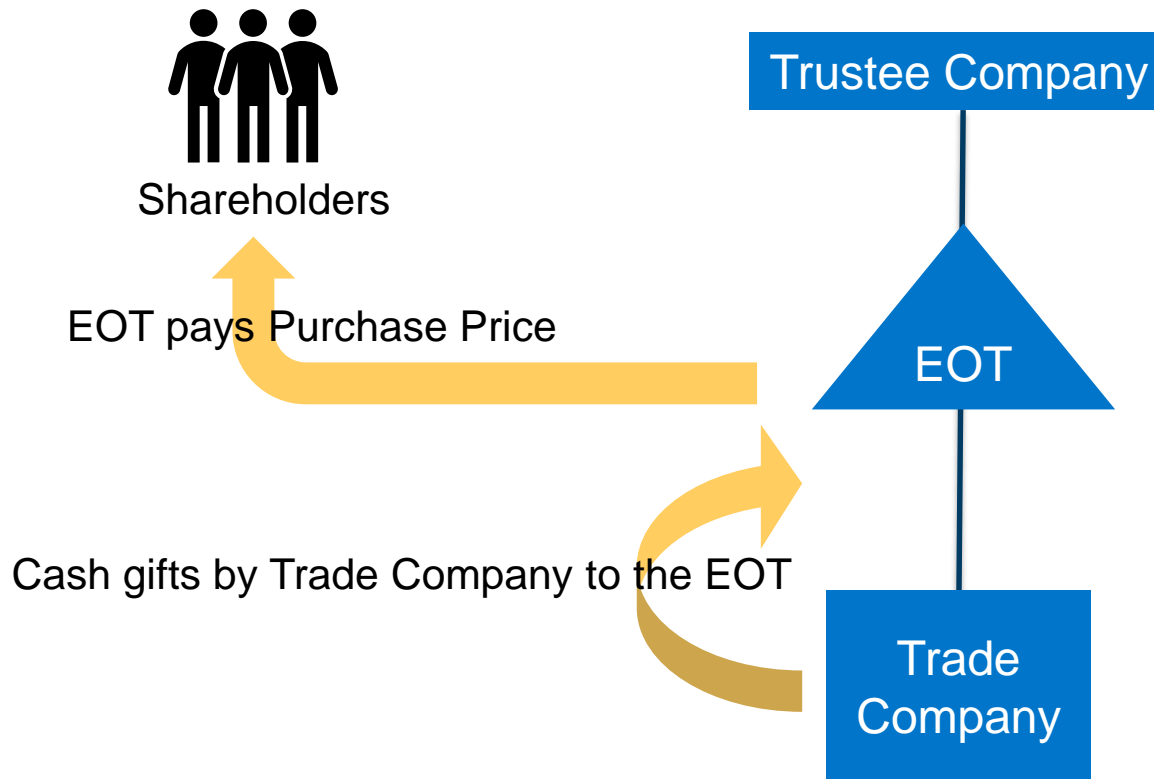 Trustee Company
Shareholders
EOT pays Purchase Price
EOT
Cash gifts by Trade Company to the EOT
Trade
Company